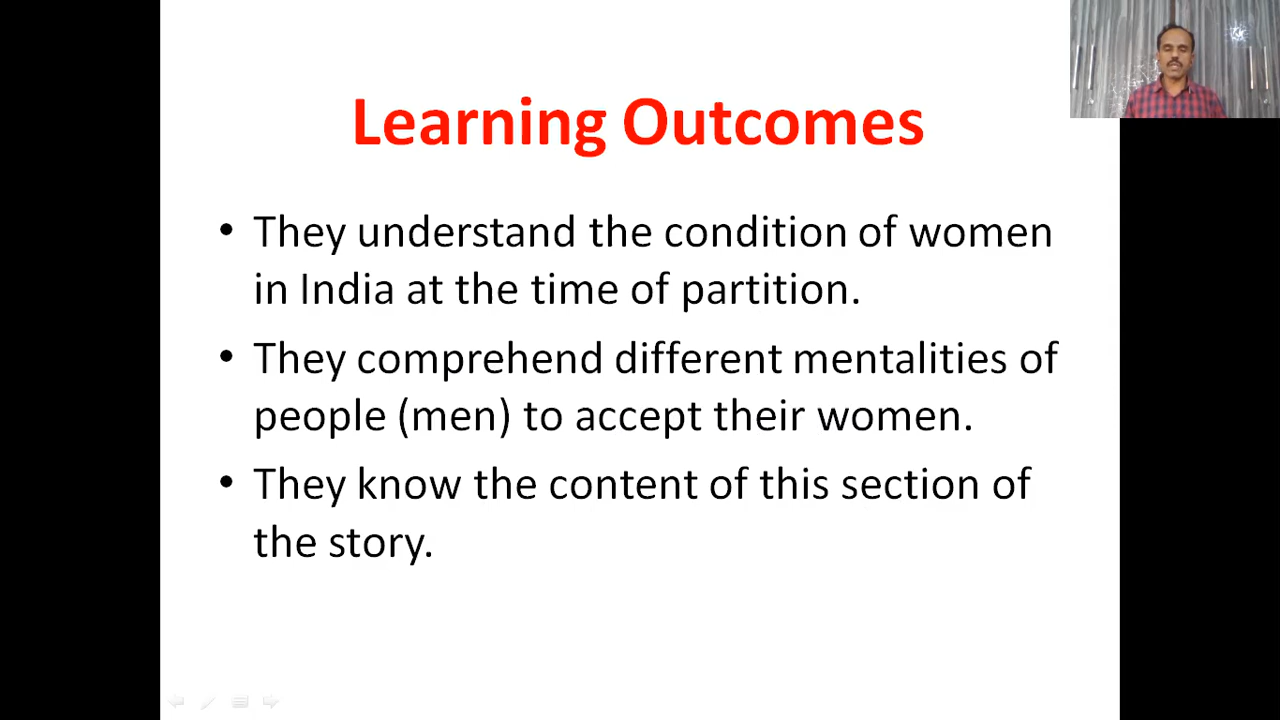 Learning Outcomes
• They understand the condition of women
in India at the time of partition.
• They comprehend different mentalities of
people (men) to accept their women.
• They know the content of this section of
the story.